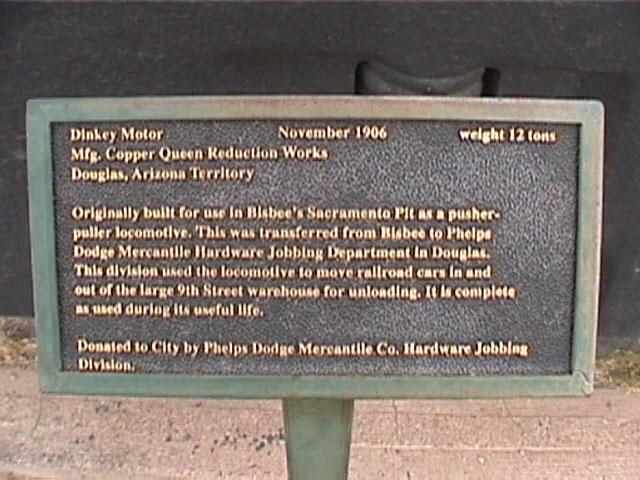 Dinkey Motor November 1906 weight 12 tons
Mfg. Copper Queen Reduction Works
Douglas, Arizona Territory
Originally built for use in Bisbee's Sacramento Pit as a pusher-
puller locomotive. This was transferred from Bisbee to Phelps
Dodge Mercantile Hardware Jobbing Department in Douglas.
This division used the locomotive to move railroad cars in and
out of the large 9th Street warehouse for unloading. It is complete
as used during its useful life.
Donated to City by Phelps Dodge Mercantile Co. Hardware Jobbing
Division.